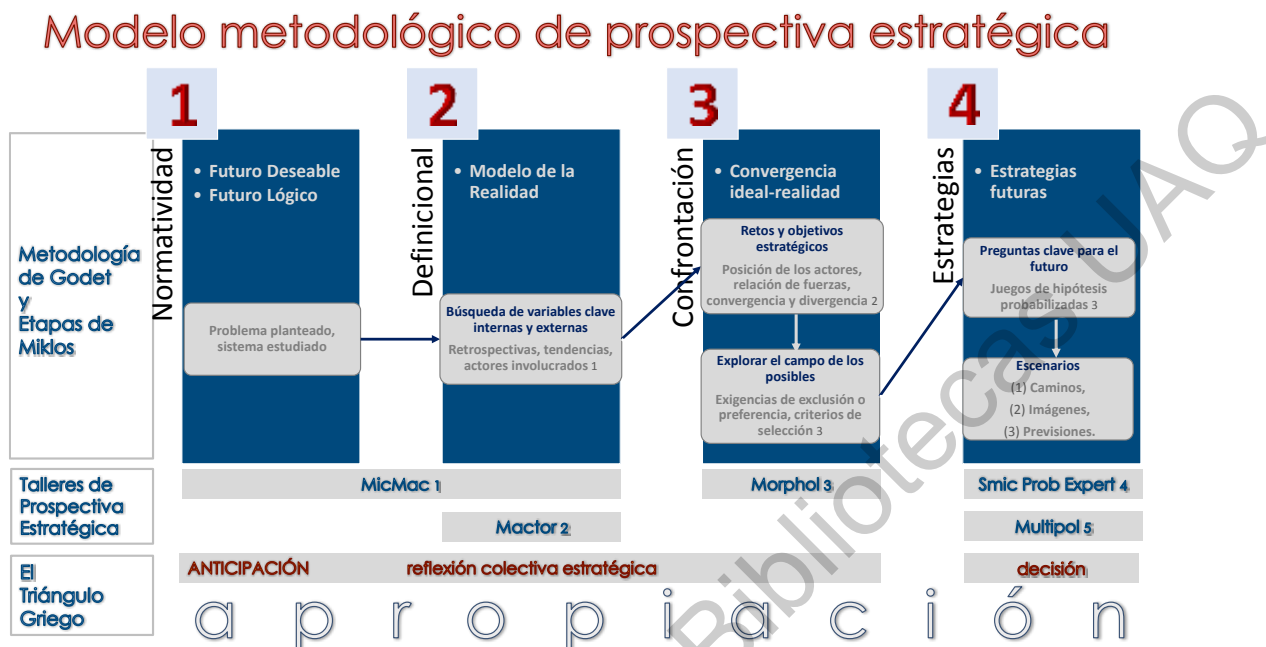 Modelo metodológico de prospectiva estratégica
1
2
3
4
Metodología
de Godet
y
Etapas de
Miklos
Normatividad
• Futuro Deseable
• Futuro Lógico
Problema planteado,
sistema estudiado
Definicional
• Modelo de la
Realidad
Búsqueda de variables clave
internas y externas
Retrospectivas, tendencias,
actores involucrados 1
Confrontación
• Convergencia
ideal-realidad
Retos y objetivos
estratégicos
Posición de los actores,
relación de fuerzas,
convergencia y divergencia 2
Explorar el campo de los
posibles
Exigencias de exclusión o
preferencia, criterios de
selección 3
Estrategias
• Estrategias
futuras
Preguntas clave para el
futuro
Juegos de hipótesis
probabilizadas 3
Escenarios
(1) Caminos,
(2) Imágenes,
(3) Previsiones.
Talleres de
Prospectiva
Estratégica
MicMac 1
Morphol 3
Smic Prob Expert 4
Mactor 2
Multipol 5
El
Triángulo
Griego
ANTICIPACIÓN reflexión colectiva estratégica decisión
a p r o p i a c i ó n
Bibliotecas UAQ